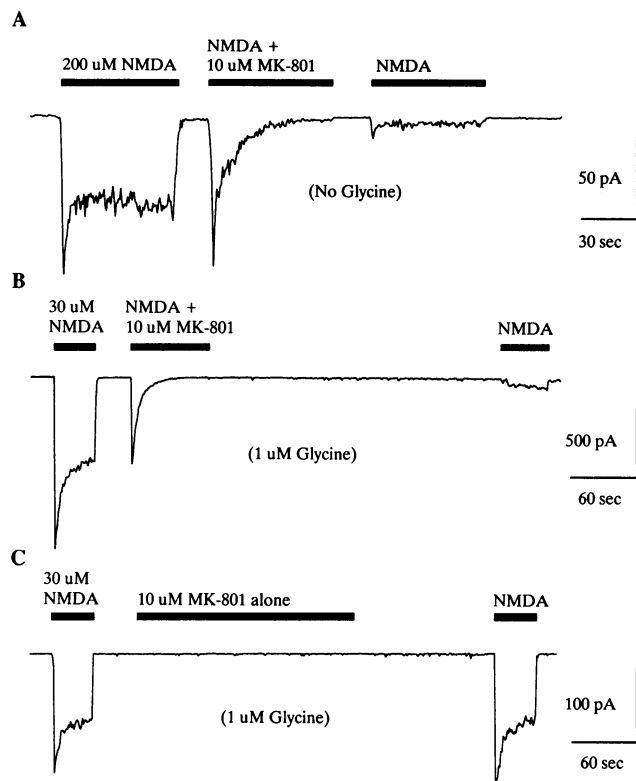 A
200 uM NMDA
NMDA +
10 uM MK-801
NMDA
(No Glycine)
50 pA
30 sec
B
30 uM
NMDA
NMDA +
10 uM MK-801
NMDA
(1 uM Glycine)
500 pA
60 sec
C
30 uM
NMDA
10 uM MK-801 alone
NMDA
(1 uM Glycine)
100 pA
60 sec